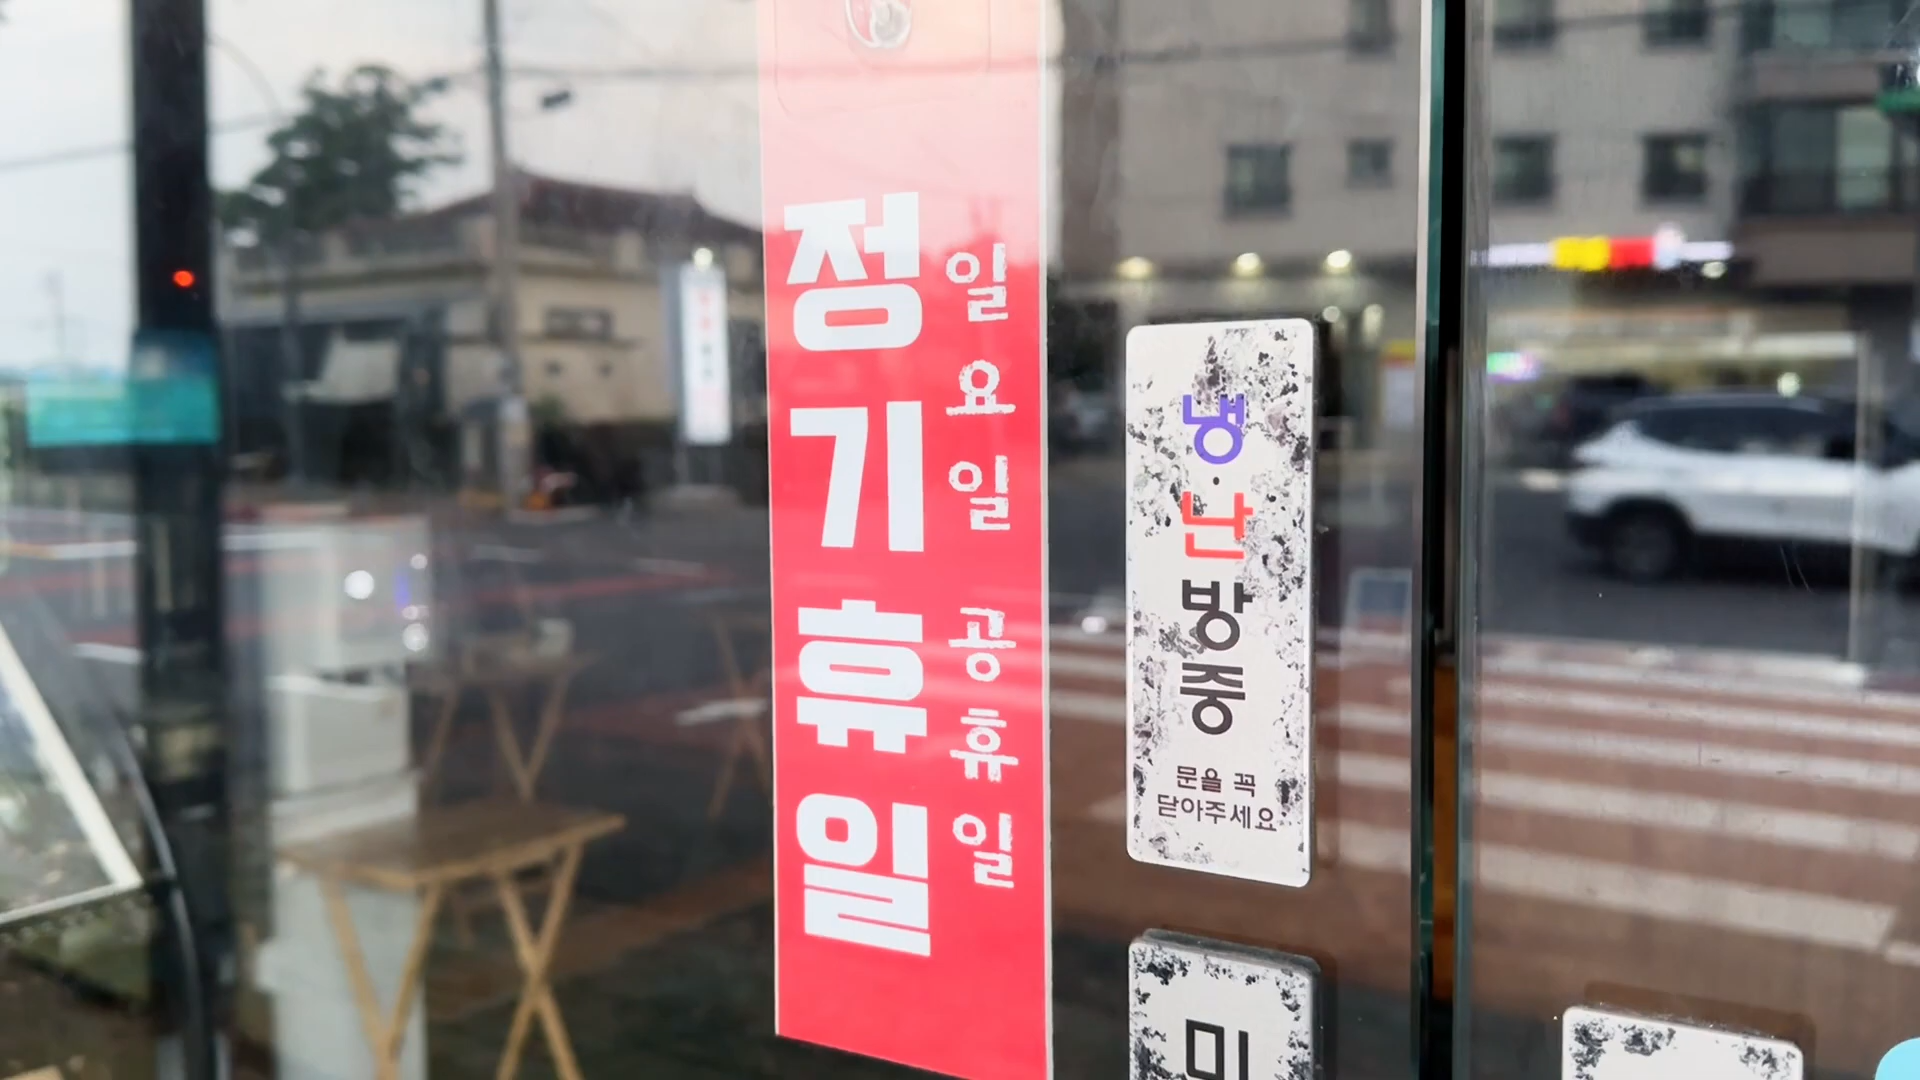 정기휴일
일요일 공휴일
냉·난방중
문을 꼭
닫아주세요
미